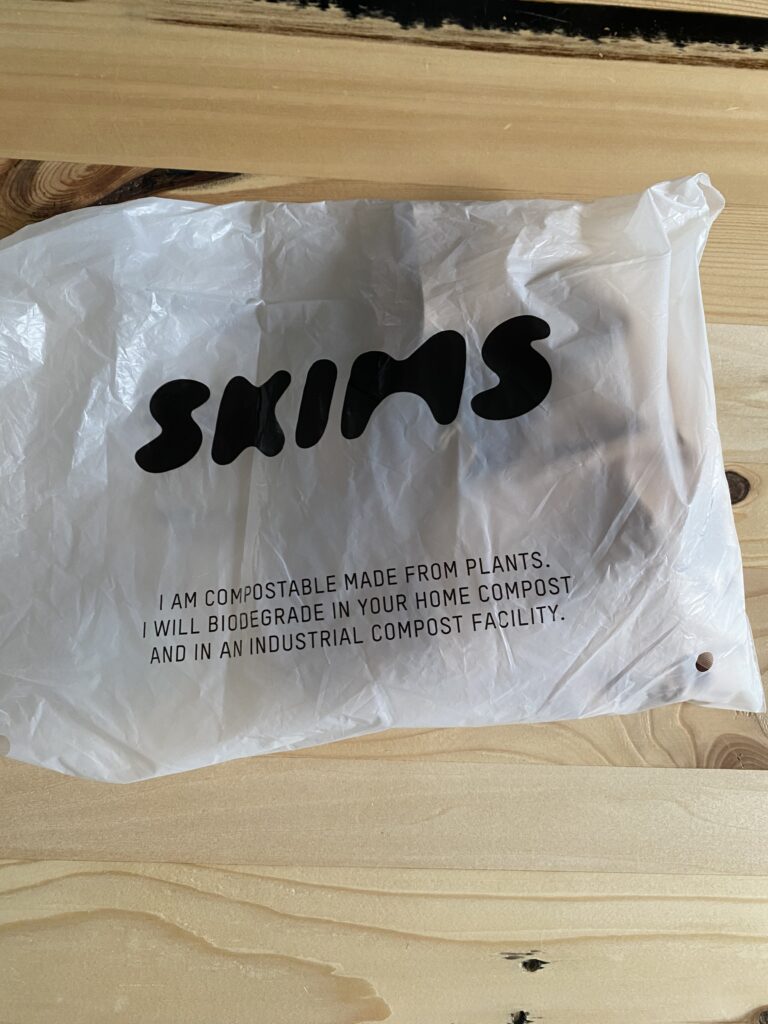 SKIMS
I AM COMPOSTABLE MADE FROM PLANTS.
I WILL BIODEGRADE IN YOUR HOME COMPOST
AND IN AN INDUSTRIAL COMPOST FACILITY.